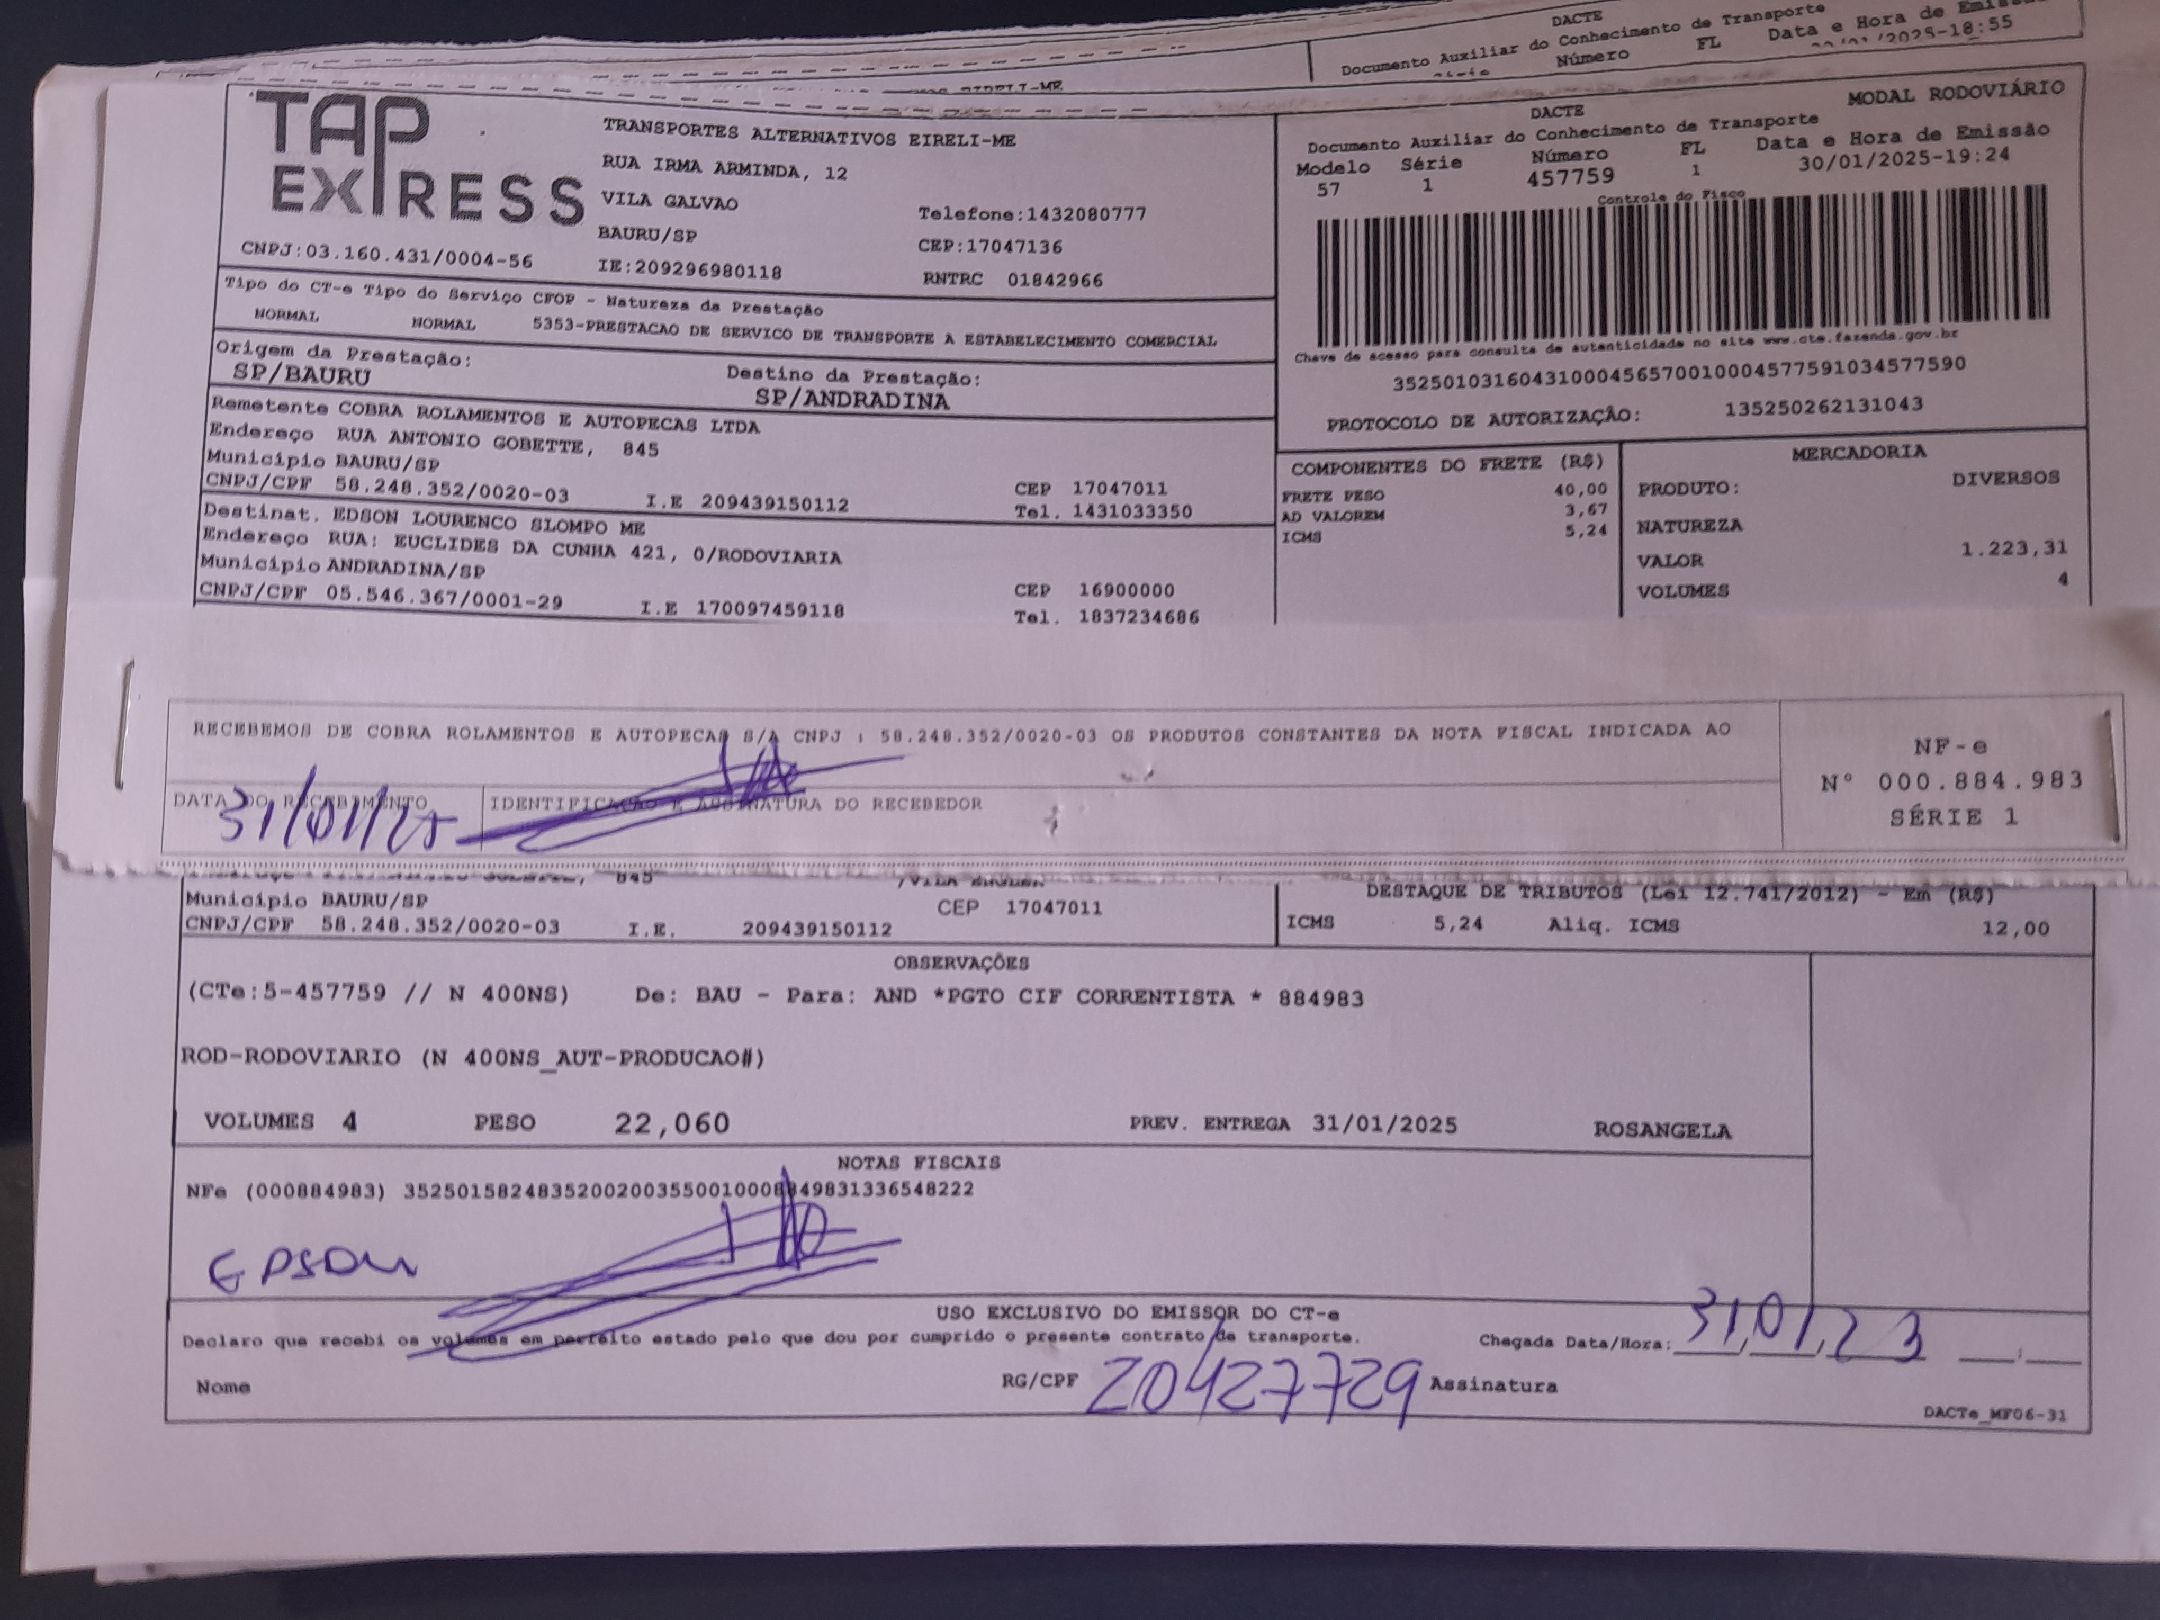 DACTE
Documento Auxiliar do Conhecimento de Transporte
Número FL Data e Hora de
/2025-18:55
EIRELI-ME
TAP EXPRESS
CNPJ:03.160.431/0004-56
TRANSPORTES ALTERNATIVOS EIRELI-ME
RUA IRMA ARMINDA, 12
VILA GALVAO
BAURU/SP
IE:209296980118
Telefone:1432080777
CEP:17047136
RNTRC 01842966
MODAL RODOVIÁRIO
DACTE
Documento Auxiliar do Conhecimento de Transporte
Modelo Série Número FL Data e Hora de Emissão
57 1 457759 1 30/01/2025-19:24
Controle do Fisco
Chave de acesso para consulta de autenticidade no site www.cte.fazenda.gov.br
35250103160431000456570010004577591034577590
PROTOCOLO DE AUTORIZAÇÃO: 135250262131043
Tipo do CT-e Tipo do Serviço CFOP - Natureza da Prestação
NORMAL NORMAL 5353-PRESTACAO DE SERVICO DE TRANSPORTE A ESTABELECIMENTO COMERCIAL
Origem da Prestação: Destino da Prestação:
SP/BAURU SP/ANDRADINA
Remetente COBRA ROLAMENTOS E AUTOPECAS LTDA
Endereço RUA ANTONIO GOBETTE, 845
Município BAURU/SP CEP 17047011
CNPJ/CPF 58.248.352/0020-03 I.E 209439150112 Tel. 1431033350
Destinat. EDSON LOURENCO SLOMPO ME
Endereço RUA: EUCLIDES DA CUNHA 421, 0/RODOVIARIA
Município ANDRADINA/SP CEP 16900000
CNPJ/CPF 05.546.367/0001-29 I.E 170097459118 Tel. 1837234686
COMPONENTES DO FRETE (R$)
FRETE PESO 40,00
AD VALOREM 3,67
ICMS 5,24
MERCADORIA
PRODUTO: DIVERSOS
NATUREZA
VALOR 1.223,31
VOLUMES 4
RECEBEMOS DE COBRA ROLAMENTOS E AUTOPECAS S/A CNPJ : 58.248.352/0020-03 OS PRODUTOS CONSTANTES DA NOTA FISCAL INDICADA AO
DATA DO RECEBIMENTO IDENTIFICAÇÃO E ASSINATURA DO RECEBEDOR
31/01/25
NF-e
N° 000.884.983
SÉRIE 1
845
Município BAURU/SP CEP 17047011
CNPJ/CPF 58.248.352/0020-03 I.E. 209439150112
DESTAQUE DE TRIBUTOS (Lei 12.741/2012) - Em (R$)
ICMS 5,24 Aliq. ICMS 12,00
OBSERVAÇÕES
(CTe:5-457759 // N 400NS) De: BAU - Para: AND *PGTO CIF CORRENTISTA * 884983
ROD-RODOVIARIO (N 400NS_AUT-PRODUCAO#)
VOLUMES 4 PESO 22,060 PREV. ENTREGA 31/01/2025 ROSANGELA
NOTAS FISCAIS
NFe (000884983) 35250158248352002003550010008849831336548222
EDSON
USO EXCLUSIVO DO EMISSOR DO CT-e
Declaro que recebi os volumes em perfeito estado pelo que dou por cumprido o presente contrato de transporte. Chegada Data/Hora: 31,01,23
Nome RG/CPF 20427729 Assinatura
DACTe_MF06-31